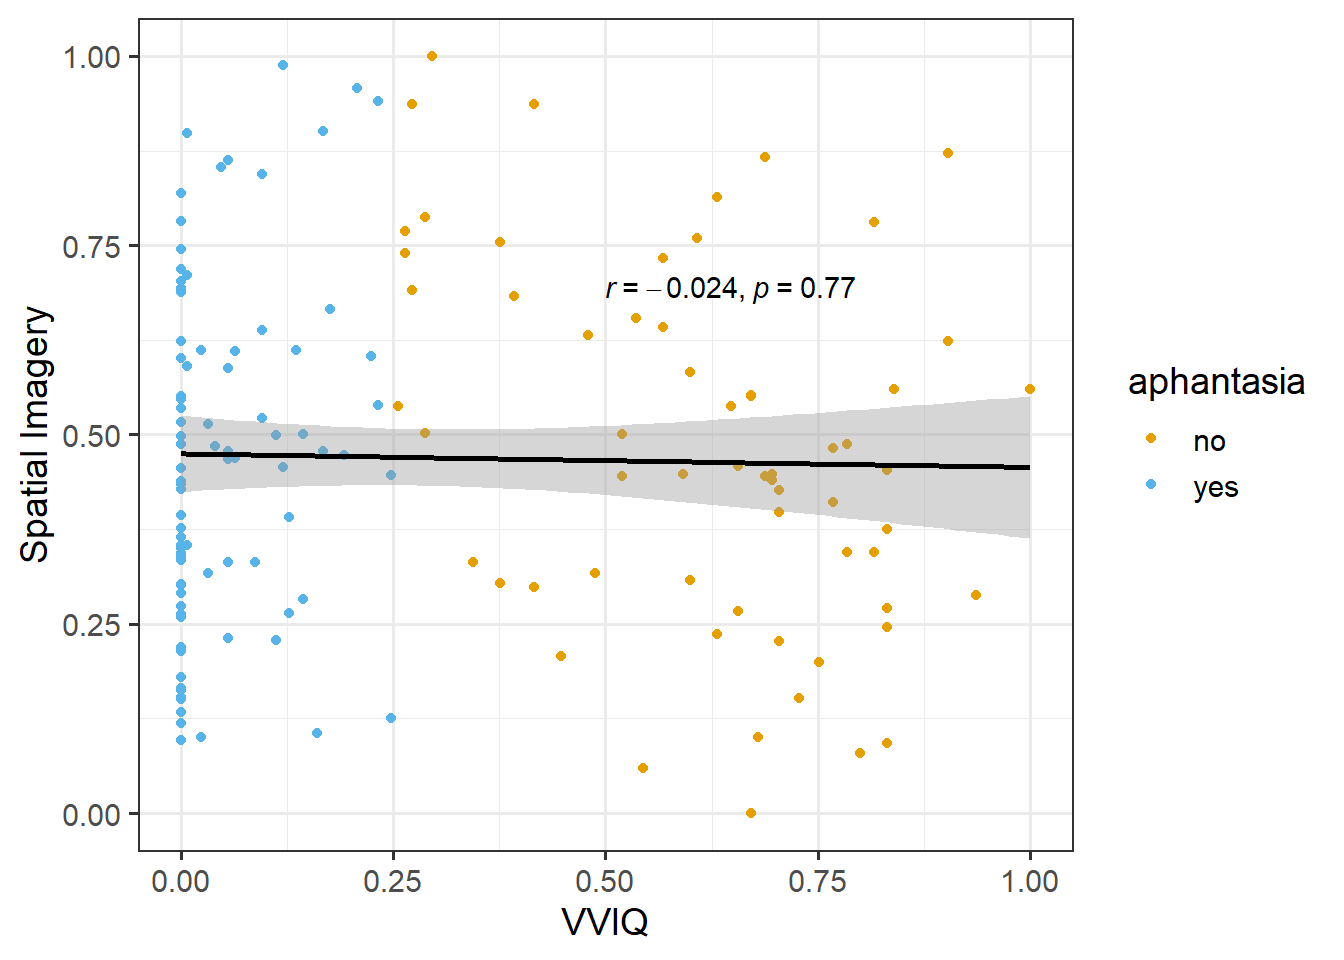 1.00
0.75
0.50
0.25
0.00
Spatial Imagery
r = −0.024, p = 0.77
0.00 0.25 0.50 0.75 1.00
VVIQ
aphantasia
no
yes